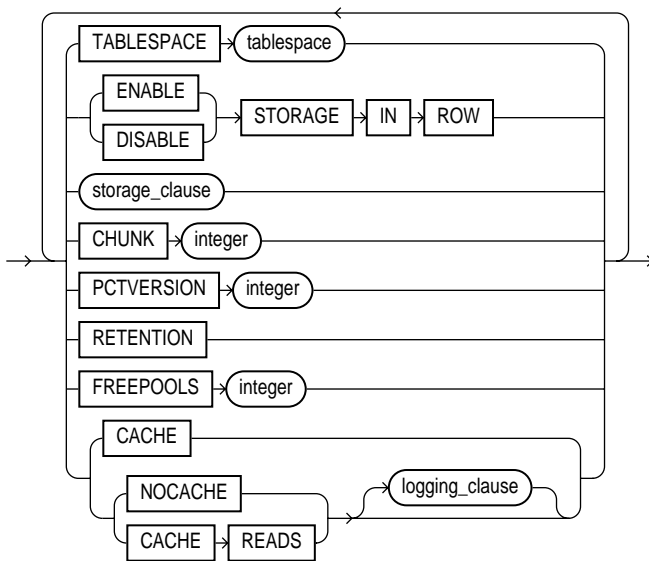 TABLESPACE tablespace
ENABLE
DISABLE
STORAGE IN ROW
storage_clause
CHUNK integer
PCTVERSION integer
RETENTION
FREEPOOLS integer
CACHE
NOCACHE
CACHE READS
logging_clause